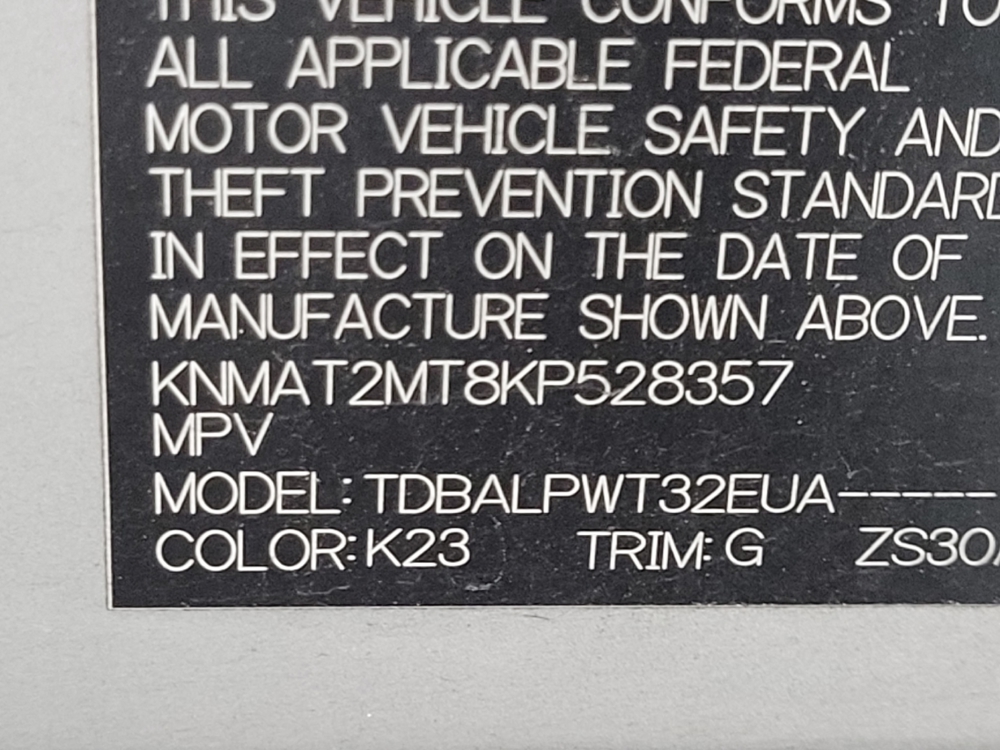 THIS VEHICLE CONFORMS TO
ALL APPLICABLE FEDERAL
MOTOR VEHICLE SAFETY AND
THEFT PREVENTION STANDARD
IN EFFECT ON THE DATE OF
MANUFACTURE SHOWN ABOVE.
KNMAT2MT8KP528357
MPV
MODEL: TDBALPWT32EUA-----
COLOR: K23 TRIM: G ZS30